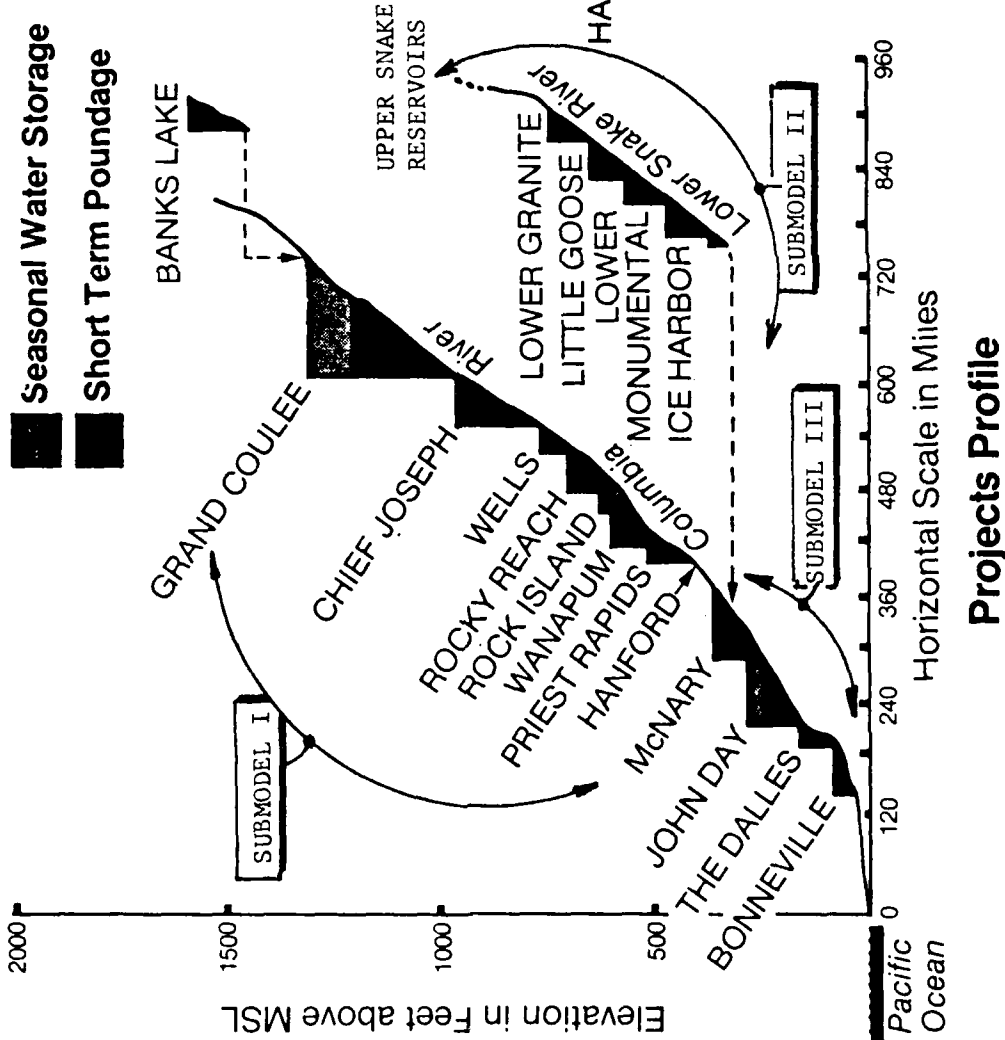 Seasonal Water Storage
Short Term Poundage
BANKS LAKE
UPPER SNAKE
RESERVOIRS
HA
GRAND COULEE
CHIEF JOSEPH
WELLS
ROCKY REACH
ROCK ISLAND
WANAPUM
PRIEST RAPIDS
HANFORD
McNARY
JOHN DAY
THE DALLES
BONNEVILLE
LOWER GRANITE
LITTLE GOOSE
LOWER
MONUMENTAL
ICE HARBOR
Columbia River
Lower Snake River
SUBMODEL I
SUBMODEL II
SUBMODEL III
Elevation in Feet above MSL
2000
1500
1000
500
0 120 240 360 480 600 720 840 960
Horizontal Scale in Miles
Pacific
Ocean
Projects Profile